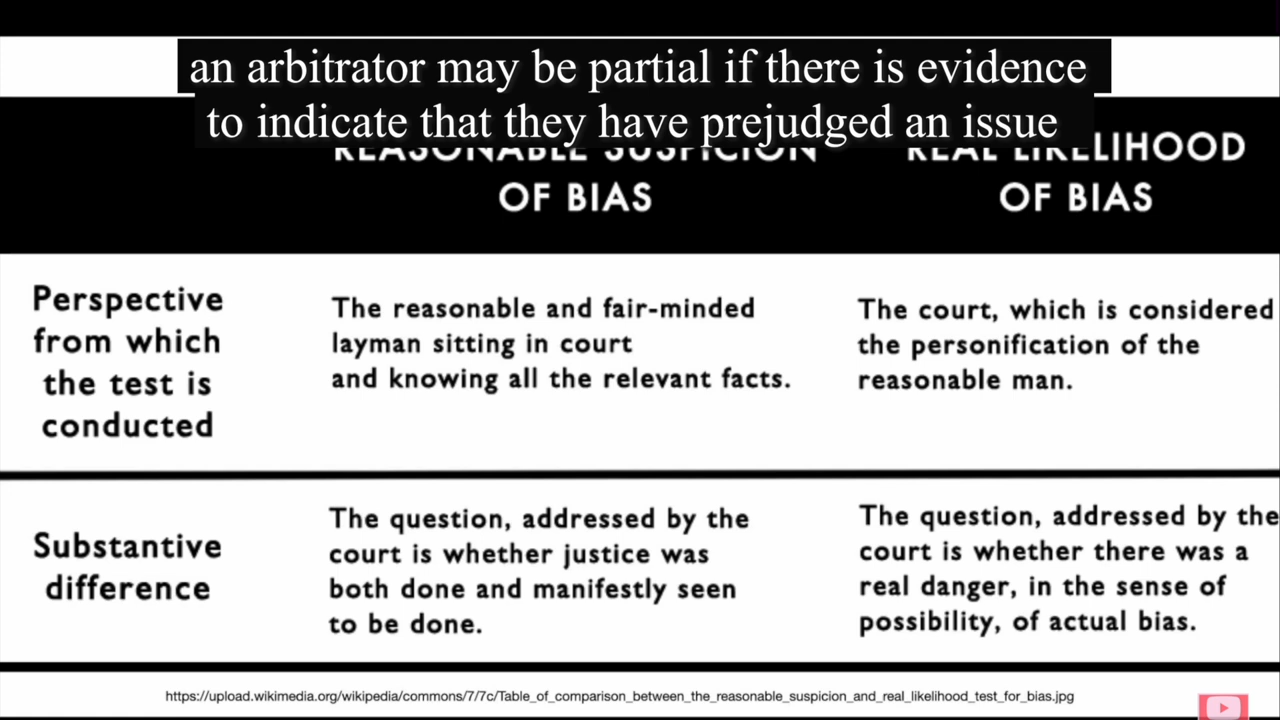 an arbitrator may be partial if there is evidence
to indicate that they have prejudged an issue
REASONABLE SUSPICION
OF BIAS
REAL LIKELIHOOD
OF BIAS
Perspective
from which
the test is
conducted
The reasonable and fair-minded
layman sitting in court
and knowing all the relevant facts.
The court, which is considered
the personification of the
reasonable man.
Substantive
difference
The question, addressed by the
court is whether justice was
both done and manifestly seen
to be done.
The question, addressed by the
court is whether there was a
real danger, in the sense of
possibility, of actual bias.
https://upload.wikimedia.org/wikipedia/commons/7/7c/Table_of_comparison_between_the_reasonable_suspicion_and_real_likelihood_test_for_bias.jpg